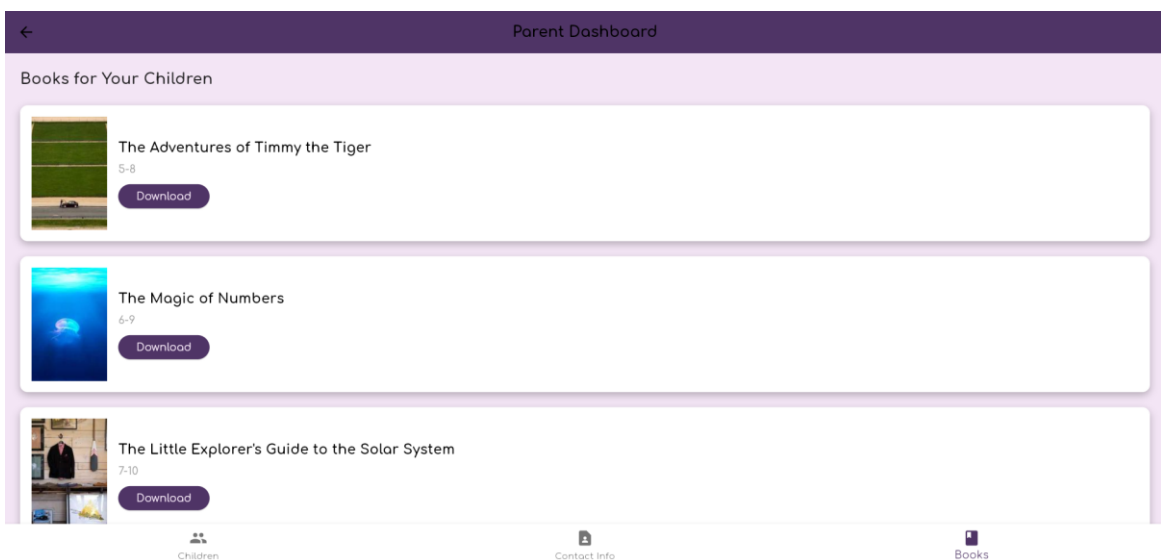 Parent Dashboard
Books for Your Children
The Adventures of Timmy the Tiger
5-8
Download
The Magic of Numbers
6-9
Download
The Little Explorer's Guide to the Solar System
7-10
Download
Children
Contact Info
Books